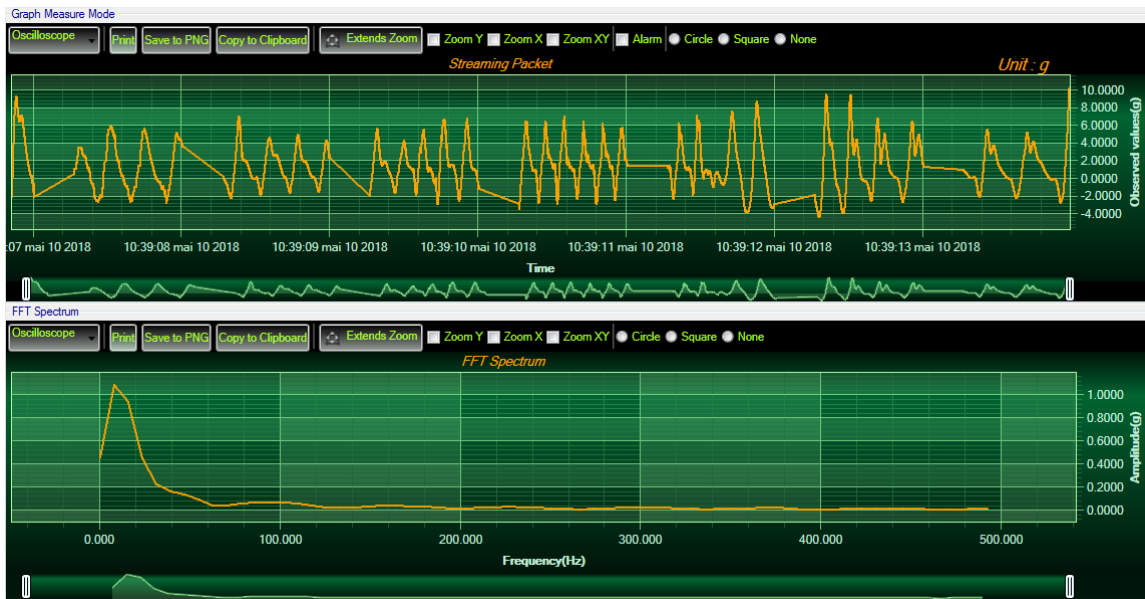 Graph Measure Mode
Oscilloscope Print Save to PNG Copy to Clipboard Extends Zoom Zoom Y Zoom X Zoom XY Alarm Circle Square None
Streaming Packet Unit : g
10.0000
8.0000
6.0000
4.0000
2.0000
0.0000
-2.0000
-4.0000
Observed values(g)
:07 mai 10 2018 10:39:08 mai 10 2018 10:39:09 mai 10 2018 10:39:10 mai 10 2018 10:39:11 mai 10 2018 10:39:12 mai 10 2018 10:39:13 mai 10 2018
Time
FFT Spectrum
Oscilloscope Print Save to PNG Copy to Clipboard Extends Zoom Zoom Y Zoom X Zoom XY Circle Square None
FFT Spectrum
1.0000
0.8000
0.6000
0.4000
0.2000
0.0000
Amplitude(g)
0.000 100.000 200.000 300.000 400.000 500.000
Frequency(Hz)